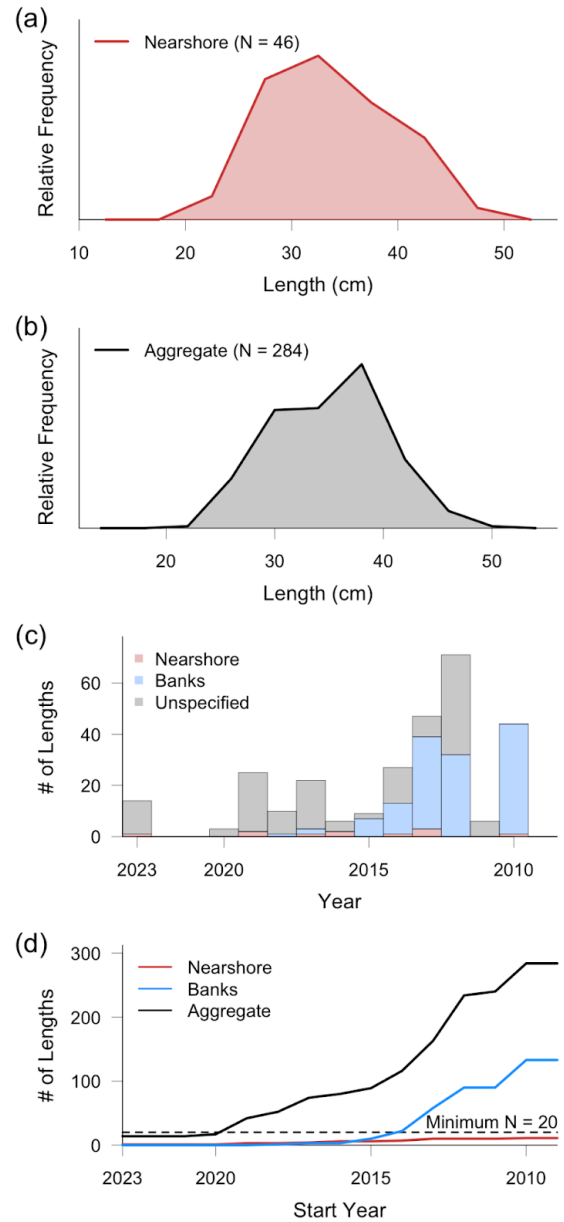 (a)
Nearshore (N = 46)
Relative Frequency
10 20 30 40 50
Length (cm)
(b)
Aggregate (N = 284)
Relative Frequency
20 30 40 50
Length (cm)
(c)
Nearshore
Banks
Unspecified
# of Lengths
60
40
20
0
2023 2020 2015 2010
Year
(d)
Nearshore
Banks
Aggregate
# of Lengths
300
200
100
0
Minimum N = 20
2023 2020 2015 2010
Start Year